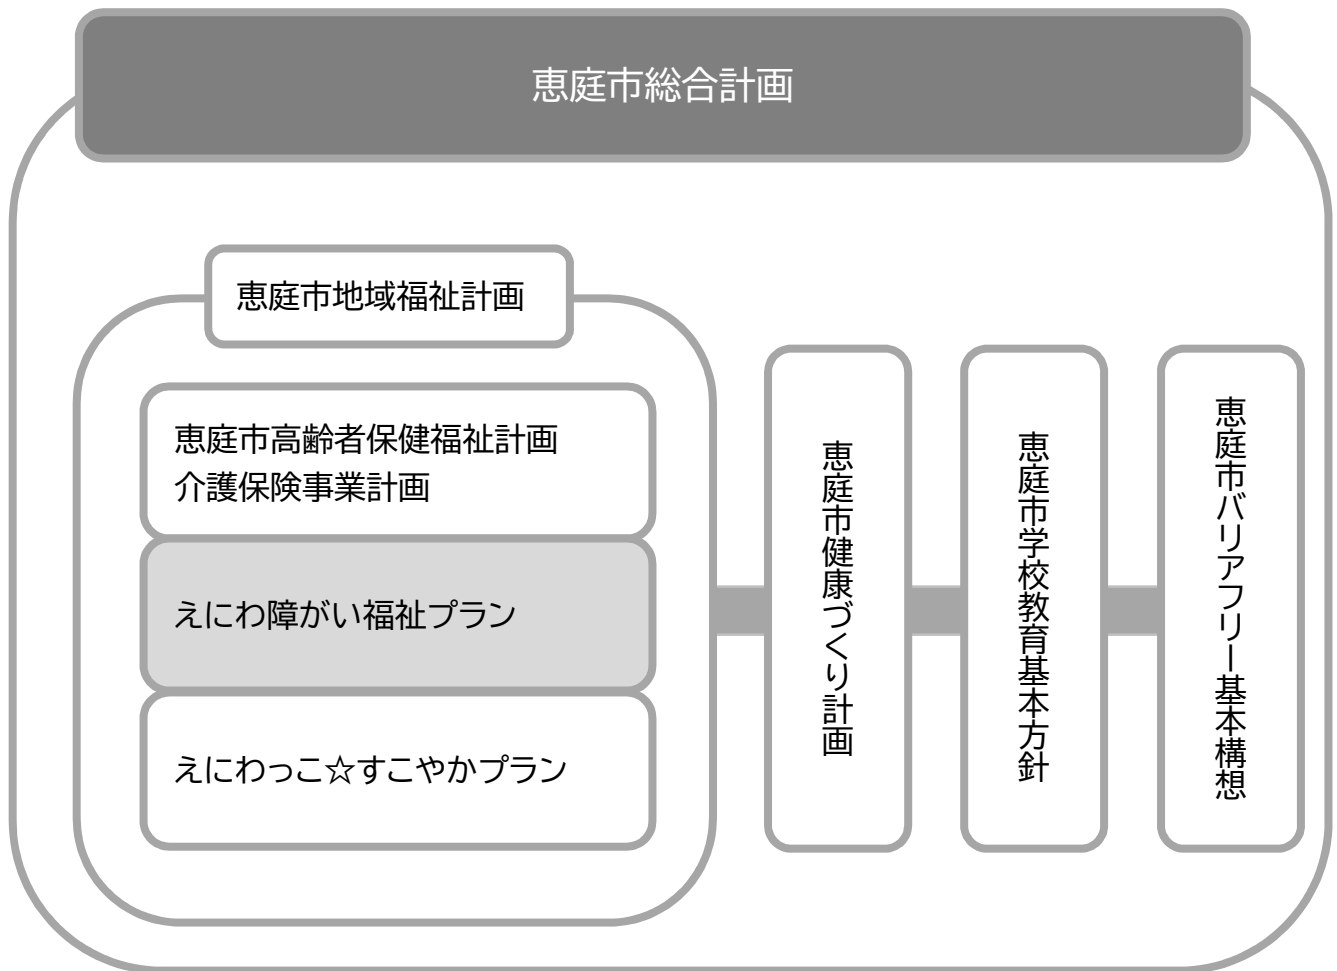 恵庭市総合計画
恵庭市地域福祉計画
恵庭市高齢者保健福祉計画
介護保険事業計画
えにわ障がい福祉プラン
えにわっこ☆すこやかプラン
恵庭市健康づくり計画
恵庭市学校教育基本方針
恵庭市バリアフリー基本構想